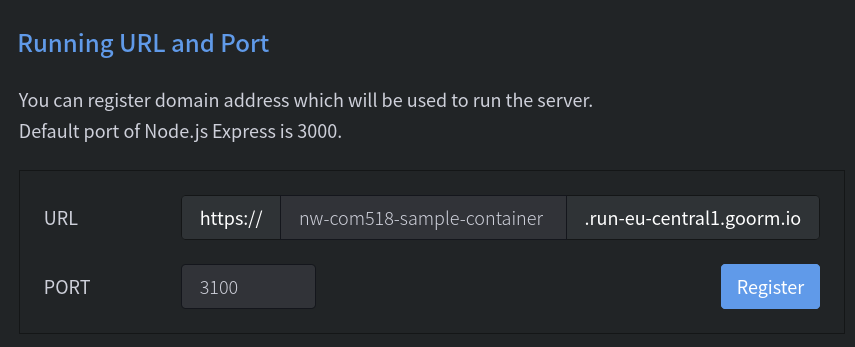 Running URL and Port
You can register domain address which will be used to run the server.
Default port of Node.js Express is 3000.
URL https:// nw-com518-sample-container .run-eu-central1.goorm.io
PORT 3100 Register